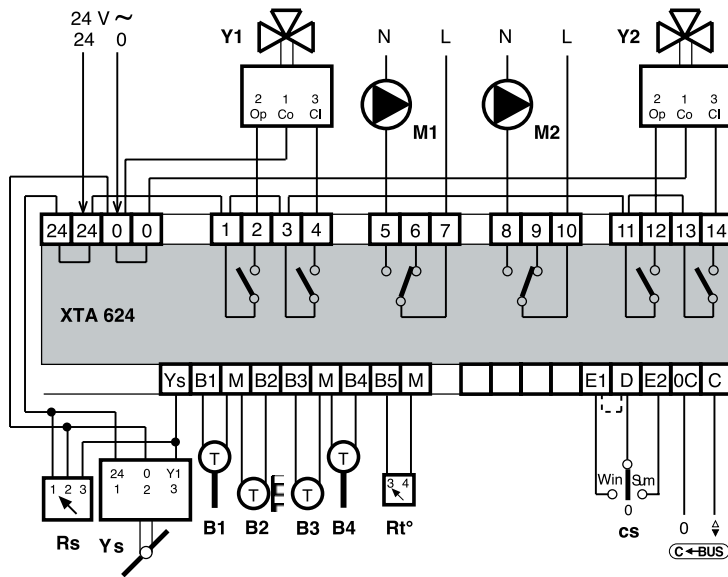 24 V ~
24 0
Y1 N L N L Y2
2 1 3
Op Co Cl
2 1 3
Op Co Cl
M1 M2
24 24 0 0 1 2 3 4 5 6 7 8 9 10 11 12 13 14
XTA 624
Ys B1 M B2 B3 M B4 B5 M E1 D E2 0C C
1 2 3
24 0 Y1
1 2 3
T T T T
3 4
Win Sum
0
Rs Ys B1 B2 B3 B4 Rt° cs
0
C BUS